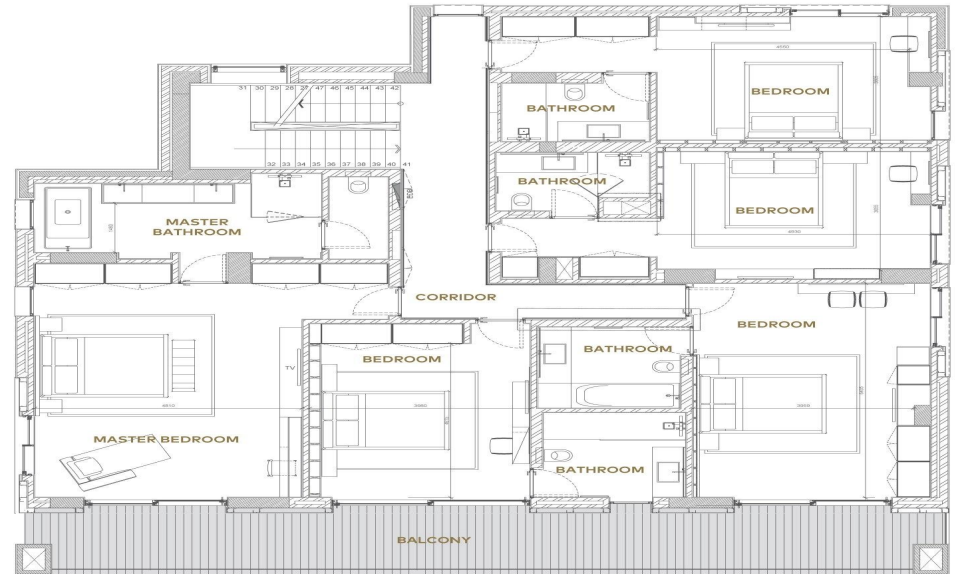 BEDROOM
BATHROOM
31 30 29 28 27 47 46 45 44 43 42
BATHROOM
32 33 34 35 36 37 38 39 40 41
BEDROOM
MASTER
BATHROOM
CORRIDOR
BEDROOM
BATHROOM
BEDROOM
TV
MASTER BEDROOM
BATHROOM
BALCONY